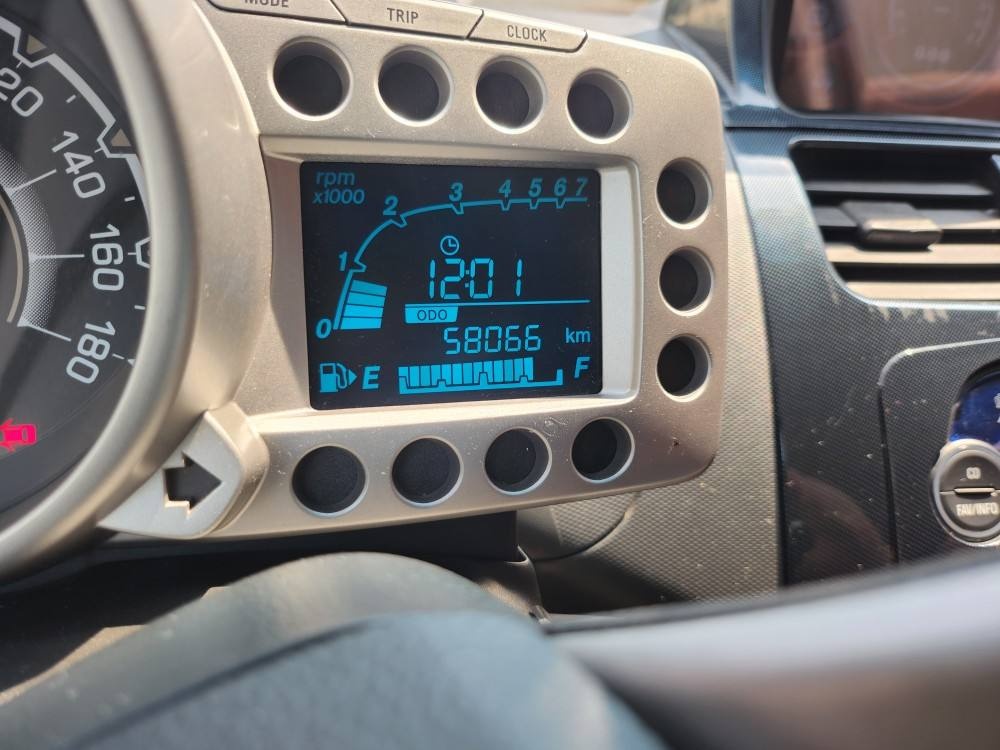 MODE
TRIP
CLOCK
20
140
160
180
rpm
x1000
0 1 2 3 4 5 6 7
12:01
ODO
58066 km
E F
CD
FAV/INFO